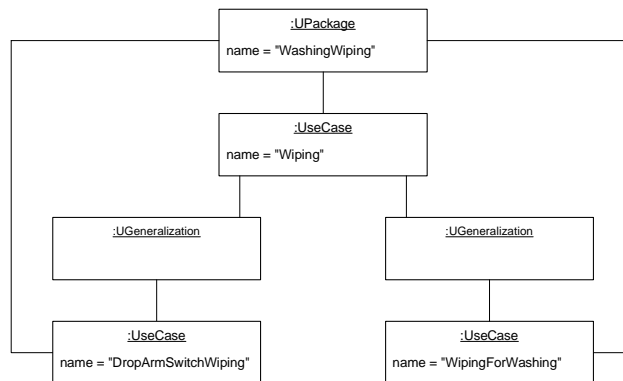 :UPackage
name = "WashingWiping"
:UseCase
name = "Wiping"
:UGeneralization
:UGeneralization
:UseCase
name = "DropArmSwitchWiping"
:UseCase
name = "WipingForWashing"